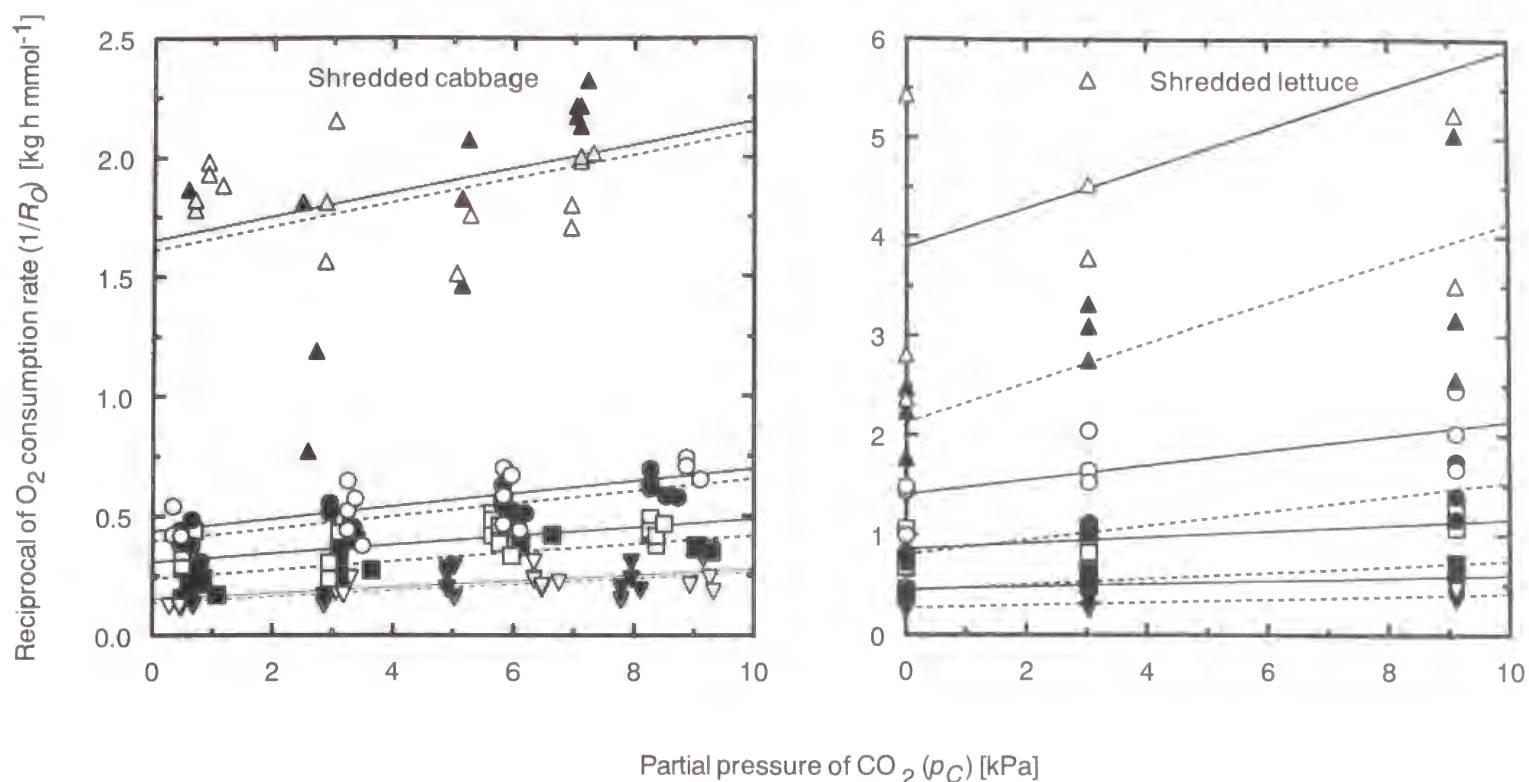 Reciprocal of O₂ consumption rate (1/R_O) [kg h mmol⁻¹]
2.5
2.0
1.5
1.0
0.5
0.0
Shredded cabbage
0 2 4 6 8 10
6
5
4
3
2
1
0
Shredded lettuce
0 2 4 6 8 10
Partial pressure of CO₂ (p_C) [kPa]